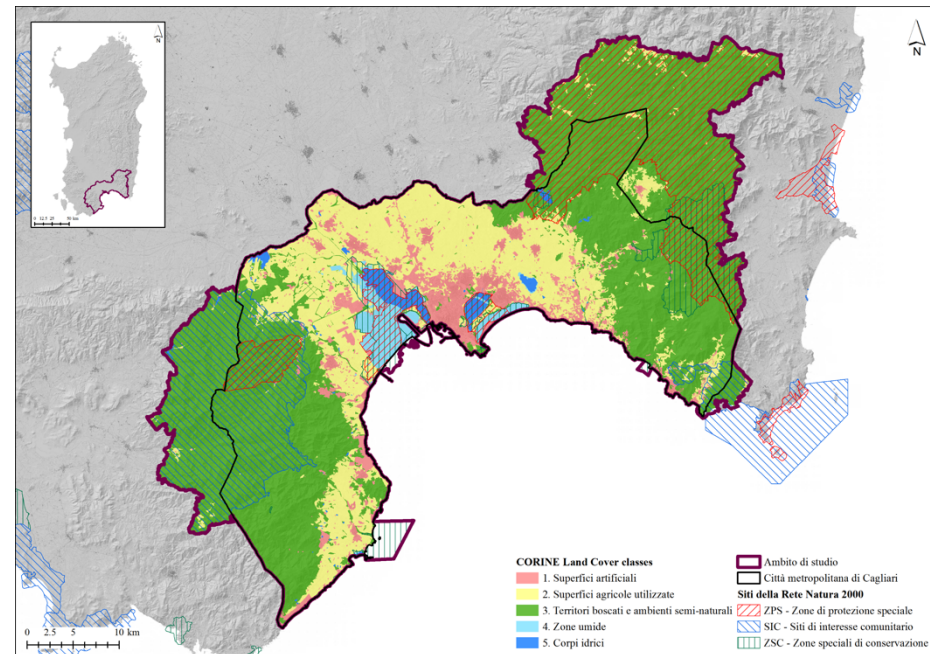 N
N
0 12.5 25 50 km
CORINE Land Cover classes
1. Superfici artificiali
2. Superfici agricole utilizzate
3. Territori boscati e ambienti semi-naturali
4. Zone umide
5. Corpi idrici
Ambito di studio
Città metropolitana di Cagliari
Siti della Rete Natura 2000
ZPS - Zone di protezione speciale
SIC - Siti di interesse comunitario
ZSC - Zone speciali di conservazione
0 2.5 5 10 km